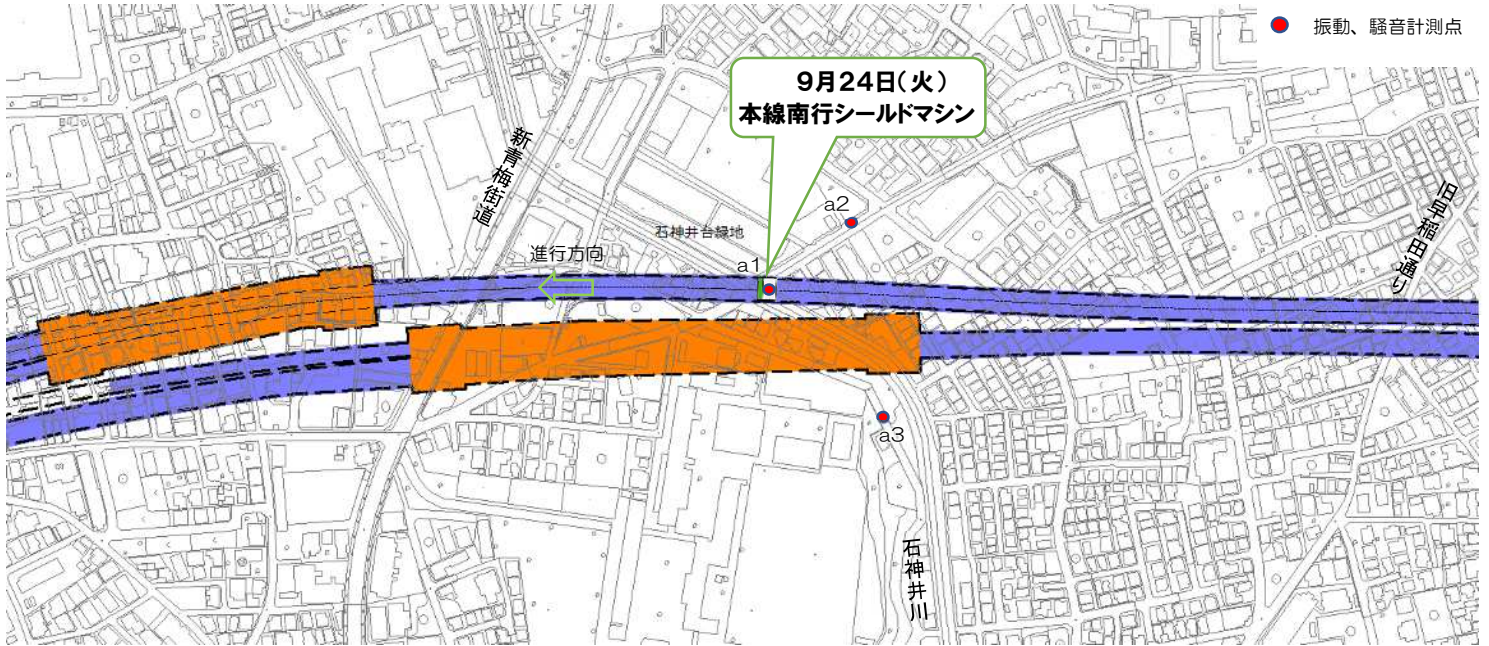 振動、騒音計測点
9月24日(火)
本線南行シールドマシン
新青梅街道
旧早稲田通り
a2
石神井台緑地
進行方向
a1
a3
石神井川